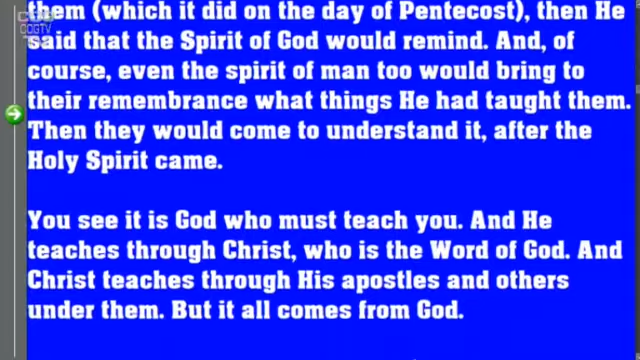 COGTV
them (which it did on the day of Pentecost), then He
said that the Spirit of God would remind. And, of
course, even the spirit of man too would bring to
their remembrance what things He had taught them.
Then they would come to understand it, after the
Holy Spirit came.
You see it is God who must teach you. And He
teaches through Christ, who is the Word of God. And
Christ teaches through His apostles and others
under them. But it all comes from God.